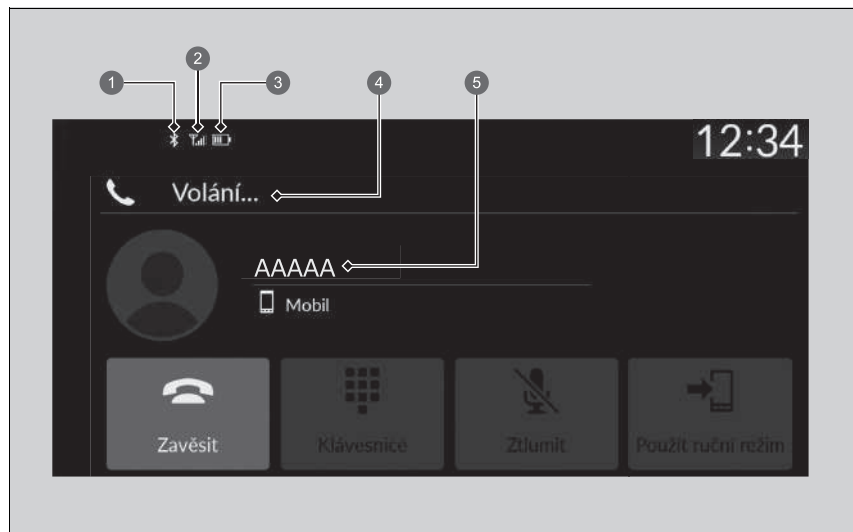 1
2
3
4
5
12:34
Volání...
AAAAA
Mobil
Zavěsit
Klávesnice
Ztlumit
Použít ruční režim